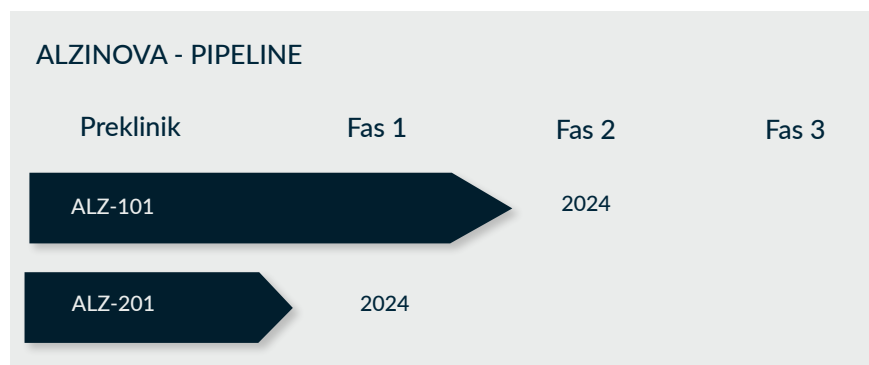 ALZINOVA - PIPELINE
Preklinik Fas 1 Fas 2 Fas 3
ALZ-101 2024
ALZ-201 2024